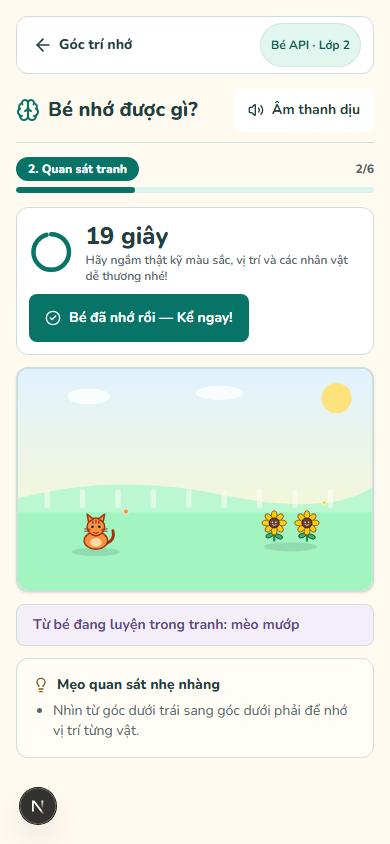 Góc trí nhớ
Bé API · Lớp 2
Bé nhớ được gì?
Âm thanh dịu
2. Quan sát tranh
2/6
19 giây
Hãy ngắm thật kỹ màu sắc, vị trí và các nhân vật
dễ thương nhé!
Bé đã nhớ rồi — Kể ngay!
Từ bé đang luyện trong tranh: mèo mướp
Mẹo quan sát nhẹ nhàng
• Nhìn từ góc dưới trái sang góc dưới phải để nhớ
vị trí từng vật.
N